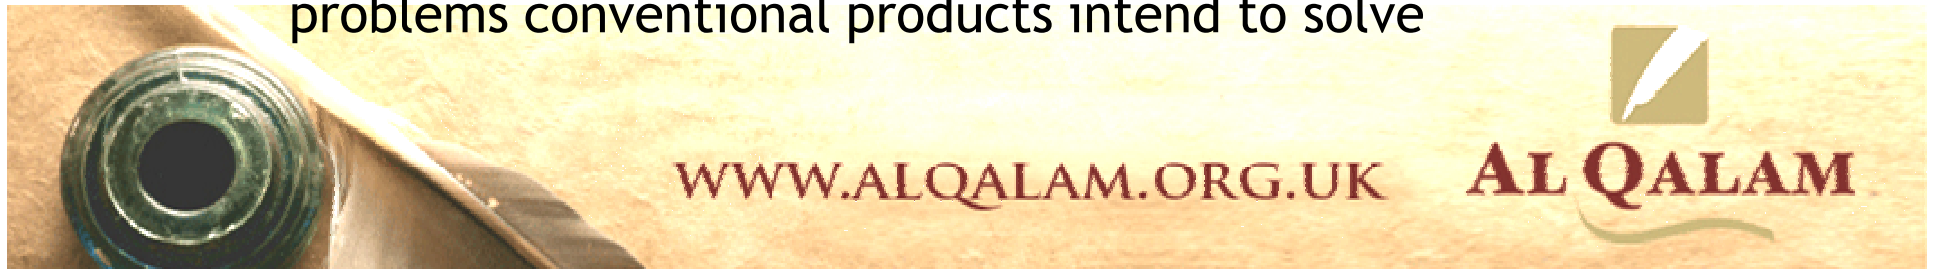 problems conventional products intend to solve
WWW.ALQALAM.ORG.UK
AL QALAM